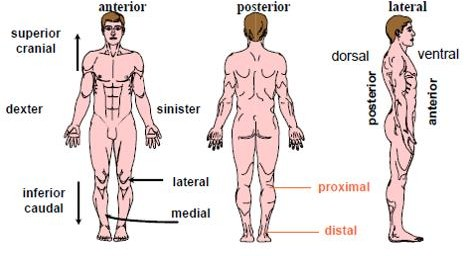 anterior
posterior
lateral
superior
cranial
dorsal
ventral
posterior
anterior
dexter
sinister
lateral
proximal
inferior
caudal
medial
distal